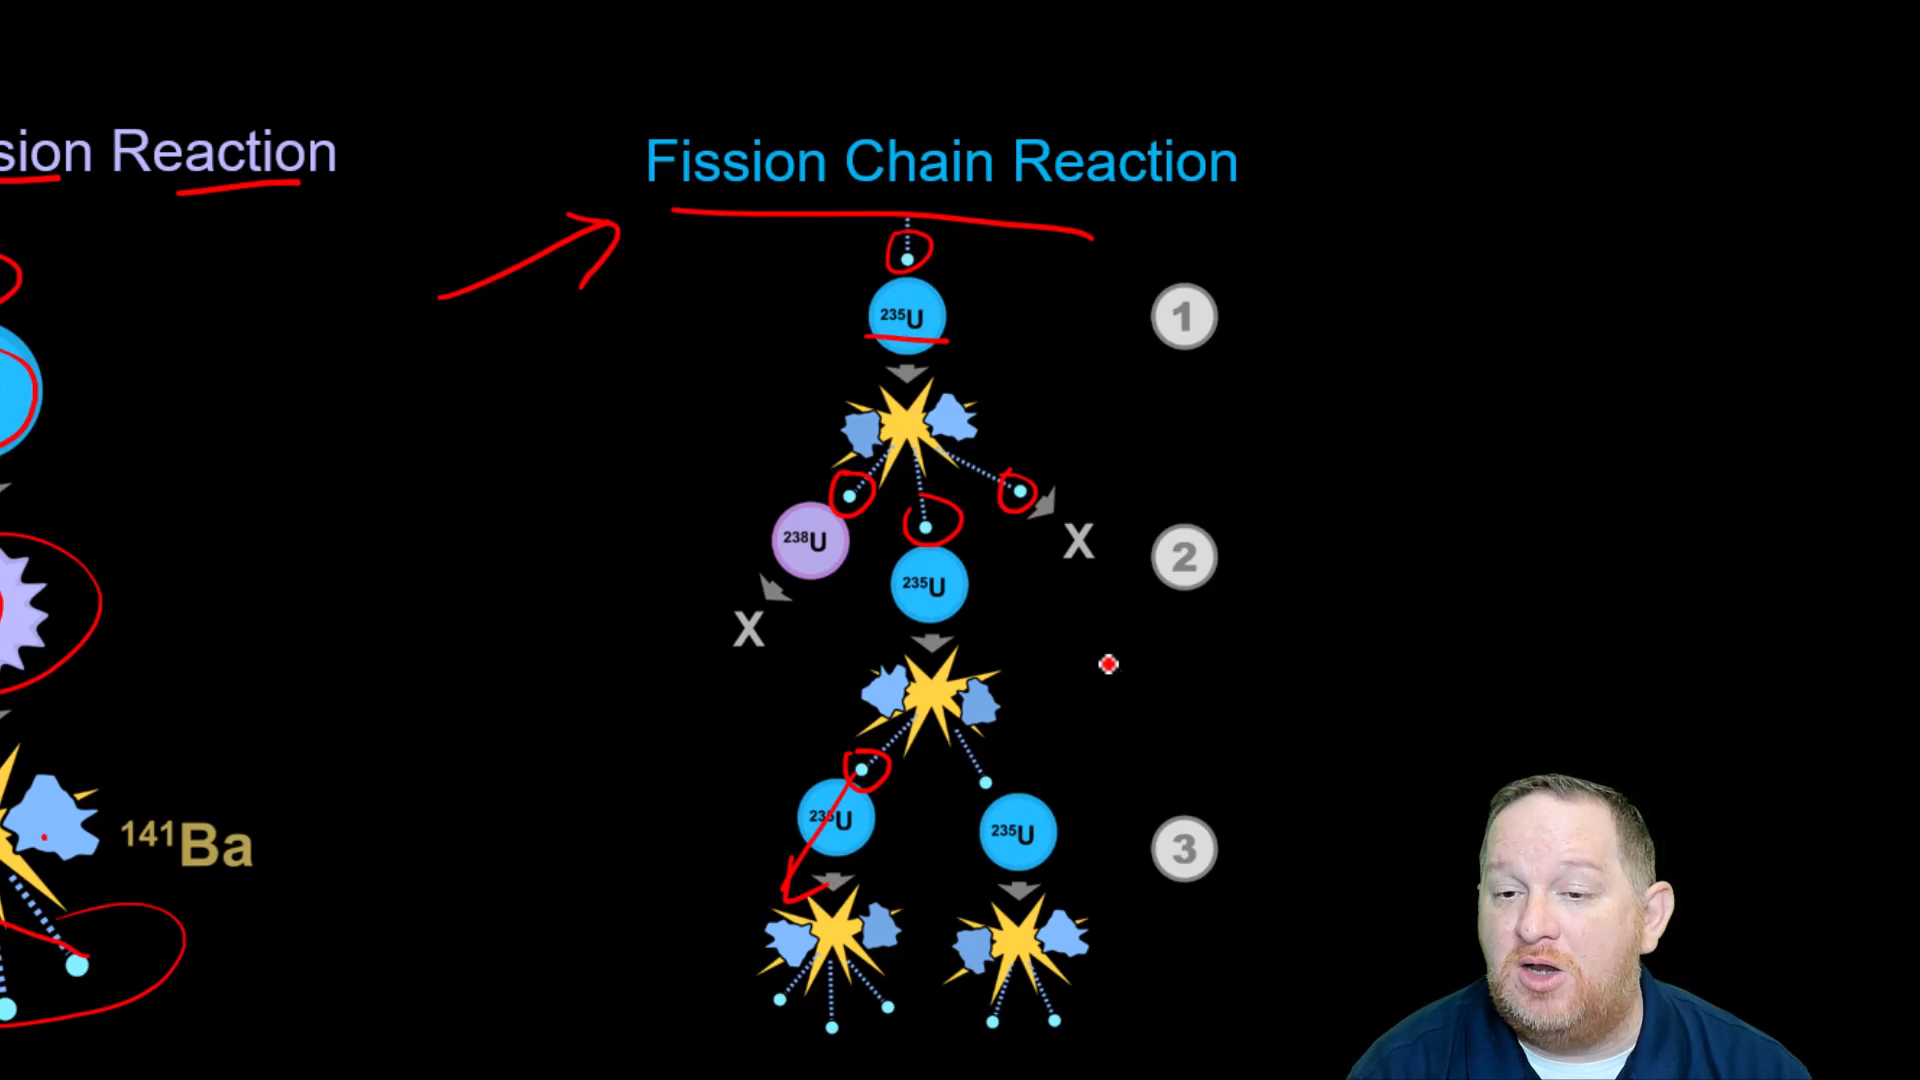 sion Reaction
Fission Chain Reaction
²³⁵U
1
²³⁸U
²³⁵U
X
2
X
²³⁵U
²³⁵U
3
¹⁴¹Ba